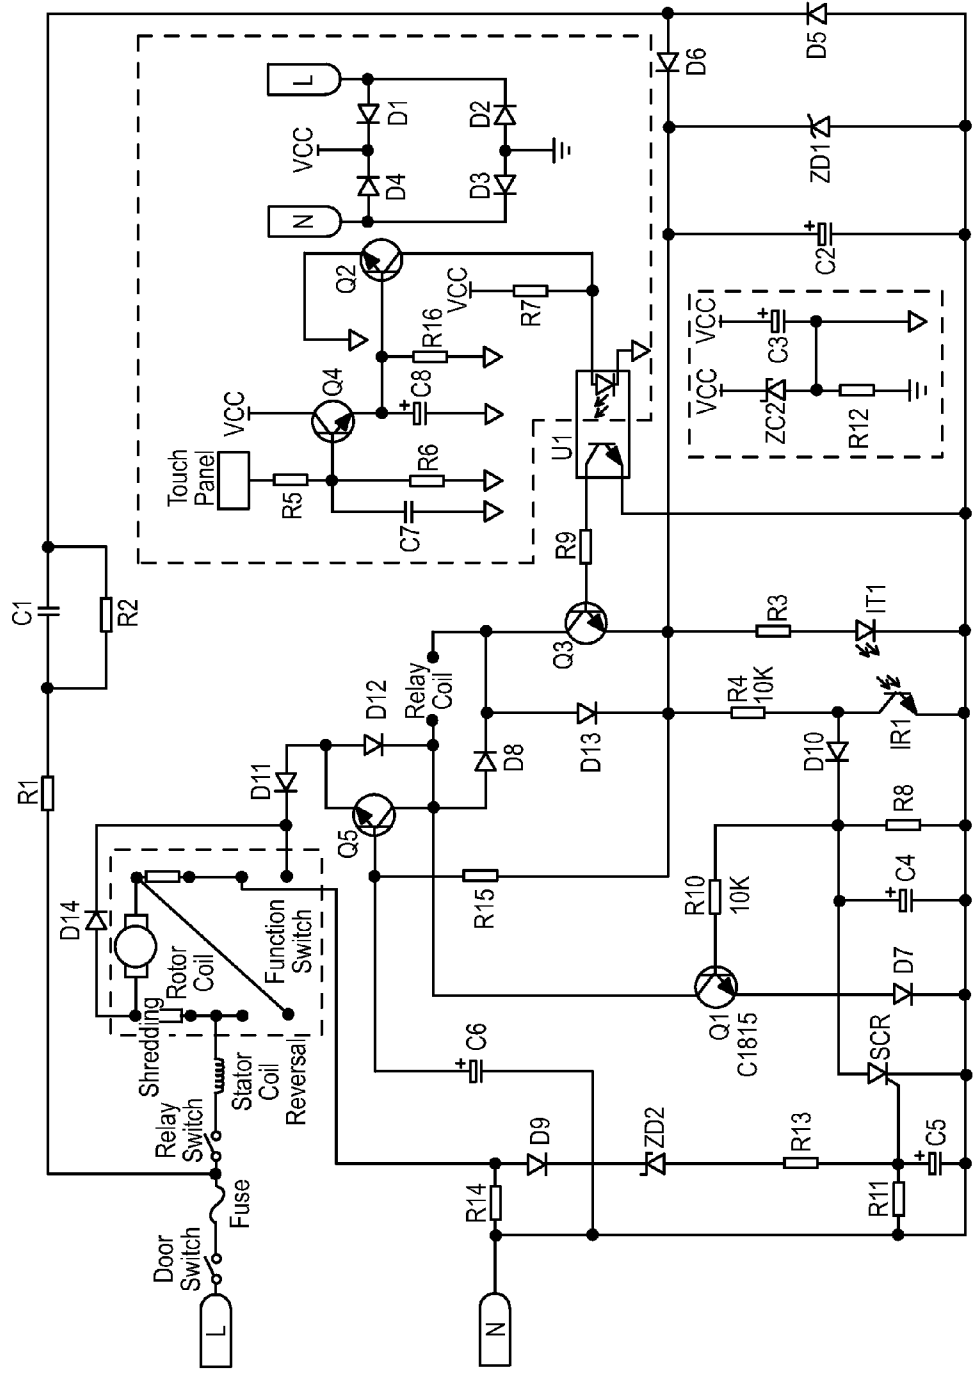 R1
C1
R2
Door
Switch
Fuse
Relay
Switch
Stator
Coil
Reversal
Shredding
Rotor
Coil
Function
Switch
D14
D11
L
Touch
Panel
VCC
N
VCC
L
R5
Q4
Q2
D4
D1
C7
R6
C8
R16
D3
D2
Q5
D12
Relay
Coil
VCC
R7
N
R14
C6
R15
D8
D9
D13
Q3
R9
U1
ZD2
Q1
C1815
R10
10K
R4
10K
D6
R13
D10
R3
VCC
VCC
ZC2
C3
R12
C2
ZD1
D5
R11
SCR
D7
C4
R8
IR1
IT1
C5